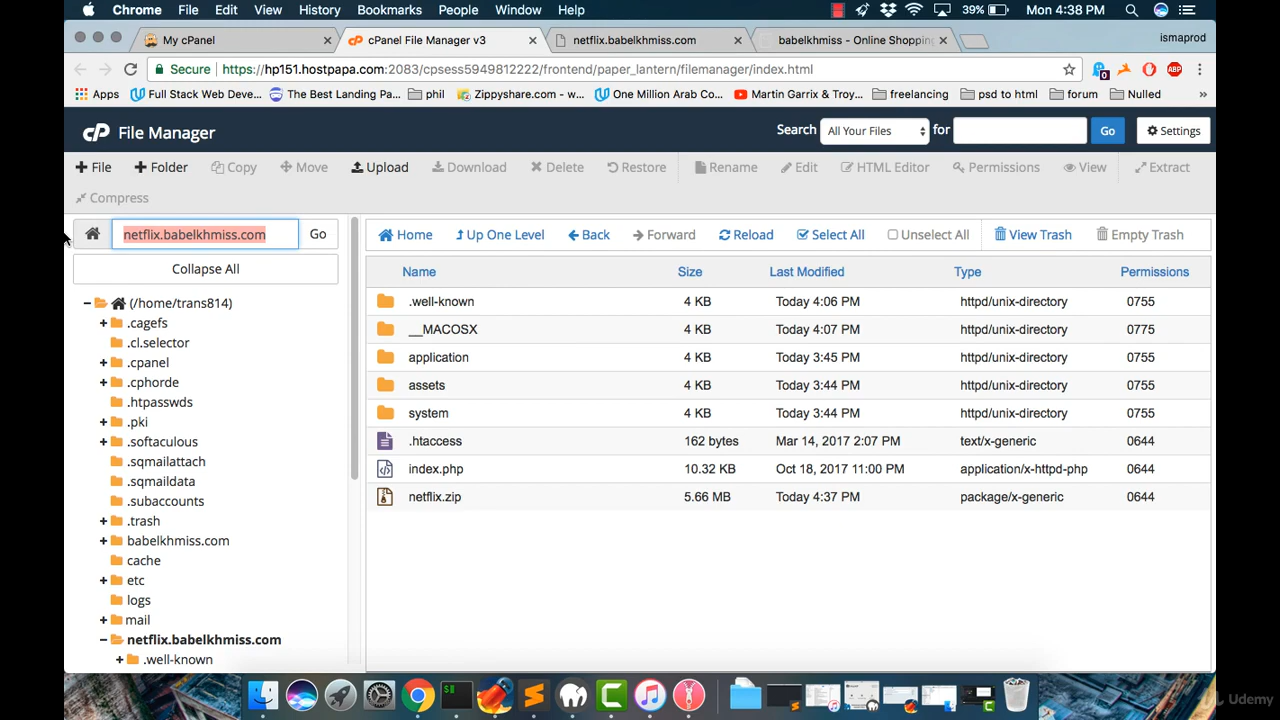 Chrome File Edit View History Bookmarks People Window Help 39% Mon 4:38 PM
My cPanel cPanel File Manager v3 netflix.babelkhmiss.com babelkhmiss - Online Shopping ismaprod
Secure https://hp151.hostpapa.com:2083/cpsess5949812222/frontend/paper_lantern/filemanager/index.html 0 ABP
Apps Full Stack Web Deve... The Best Landing Pa... phil Zippyshare.com - w... One Million Arab Co... Martin Garrix & Troy... freelancing psd to html forum Nulled »
cP File Manager Search All Your Files for Go Settings
+ File + Folder Copy Move Upload Download Delete Restore Rename Edit HTML Editor Permissions View Extract
Compress
netflix.babelkhmiss.com Go Home Up One Level Back Forward Reload Select All Unselect All View Trash Empty Trash
Collapse All
Name Size Last Modified Type Permissions
.well-known 4 KB Today 4:06 PM httpd/unix-directory 0755
__MACOSX 4 KB Today 4:07 PM httpd/unix-directory 0775
application 4 KB Today 3:45 PM httpd/unix-directory 0755
assets 4 KB Today 3:44 PM httpd/unix-directory 0755
system 4 KB Today 3:44 PM httpd/unix-directory 0755
.htaccess 162 bytes Mar 14, 2017 2:07 PM text/x-generic 0644
index.php 10.32 KB Oct 18, 2017 11:00 PM application/x-httpd-php 0644
netflix.zip 5.66 MB Today 4:37 PM package/x-generic 0644
− (/home/trans814)
+ .cagefs
.cl.selector
+ .cpanel
+ .cphorde
.htpasswds
+ .pki
+ .softaculous
.sqmailattach
.sqmaildata
.subaccounts
+ .trash
+ babelkhmiss.com
cache
+ etc
logs
+ mail
− netflix.babelkhmiss.com
+ .well-known
Udemy